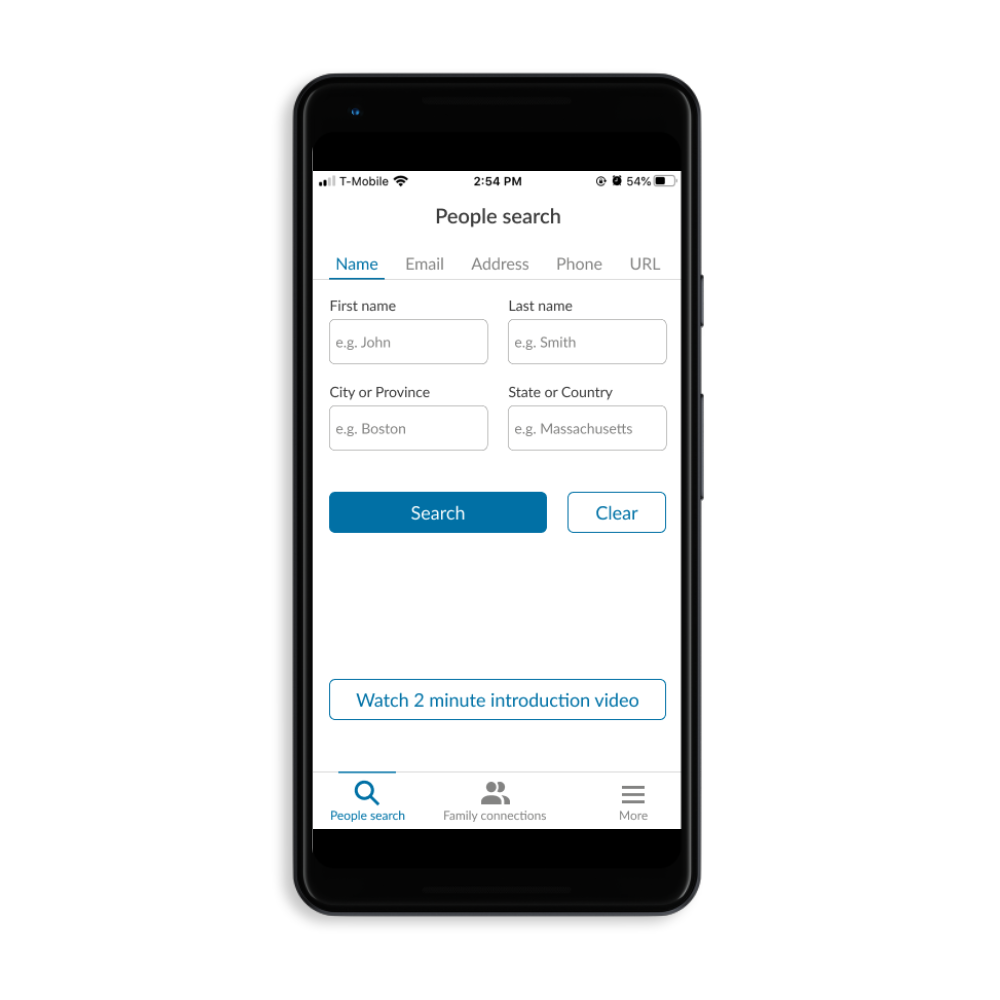 T-Mobile 2:54 PM 54%
People search
Name Email Address Phone URL
First name Last name
e.g. John e.g. Smith
City or Province State or Country
e.g. Boston e.g. Massachusetts
Search Clear
Watch 2 minute introduction video
People search Family connections More